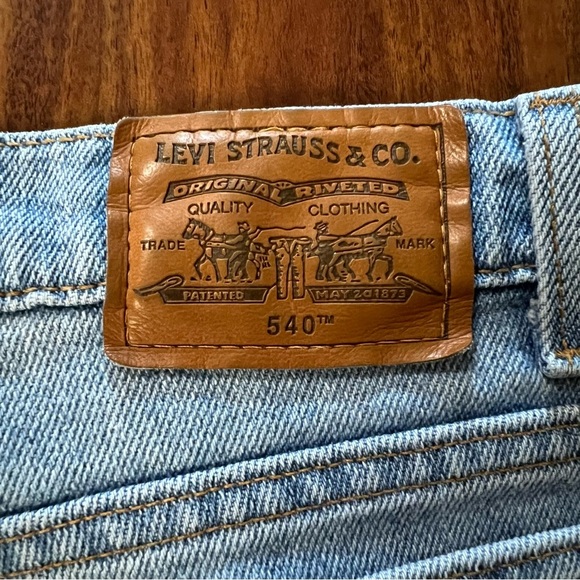 LEVI STRAUSS & CO.
ORIGINAL RIVETED
QUALITY CLOTHING
TRADE MARK
PATENTED MAY 20 1873
540™